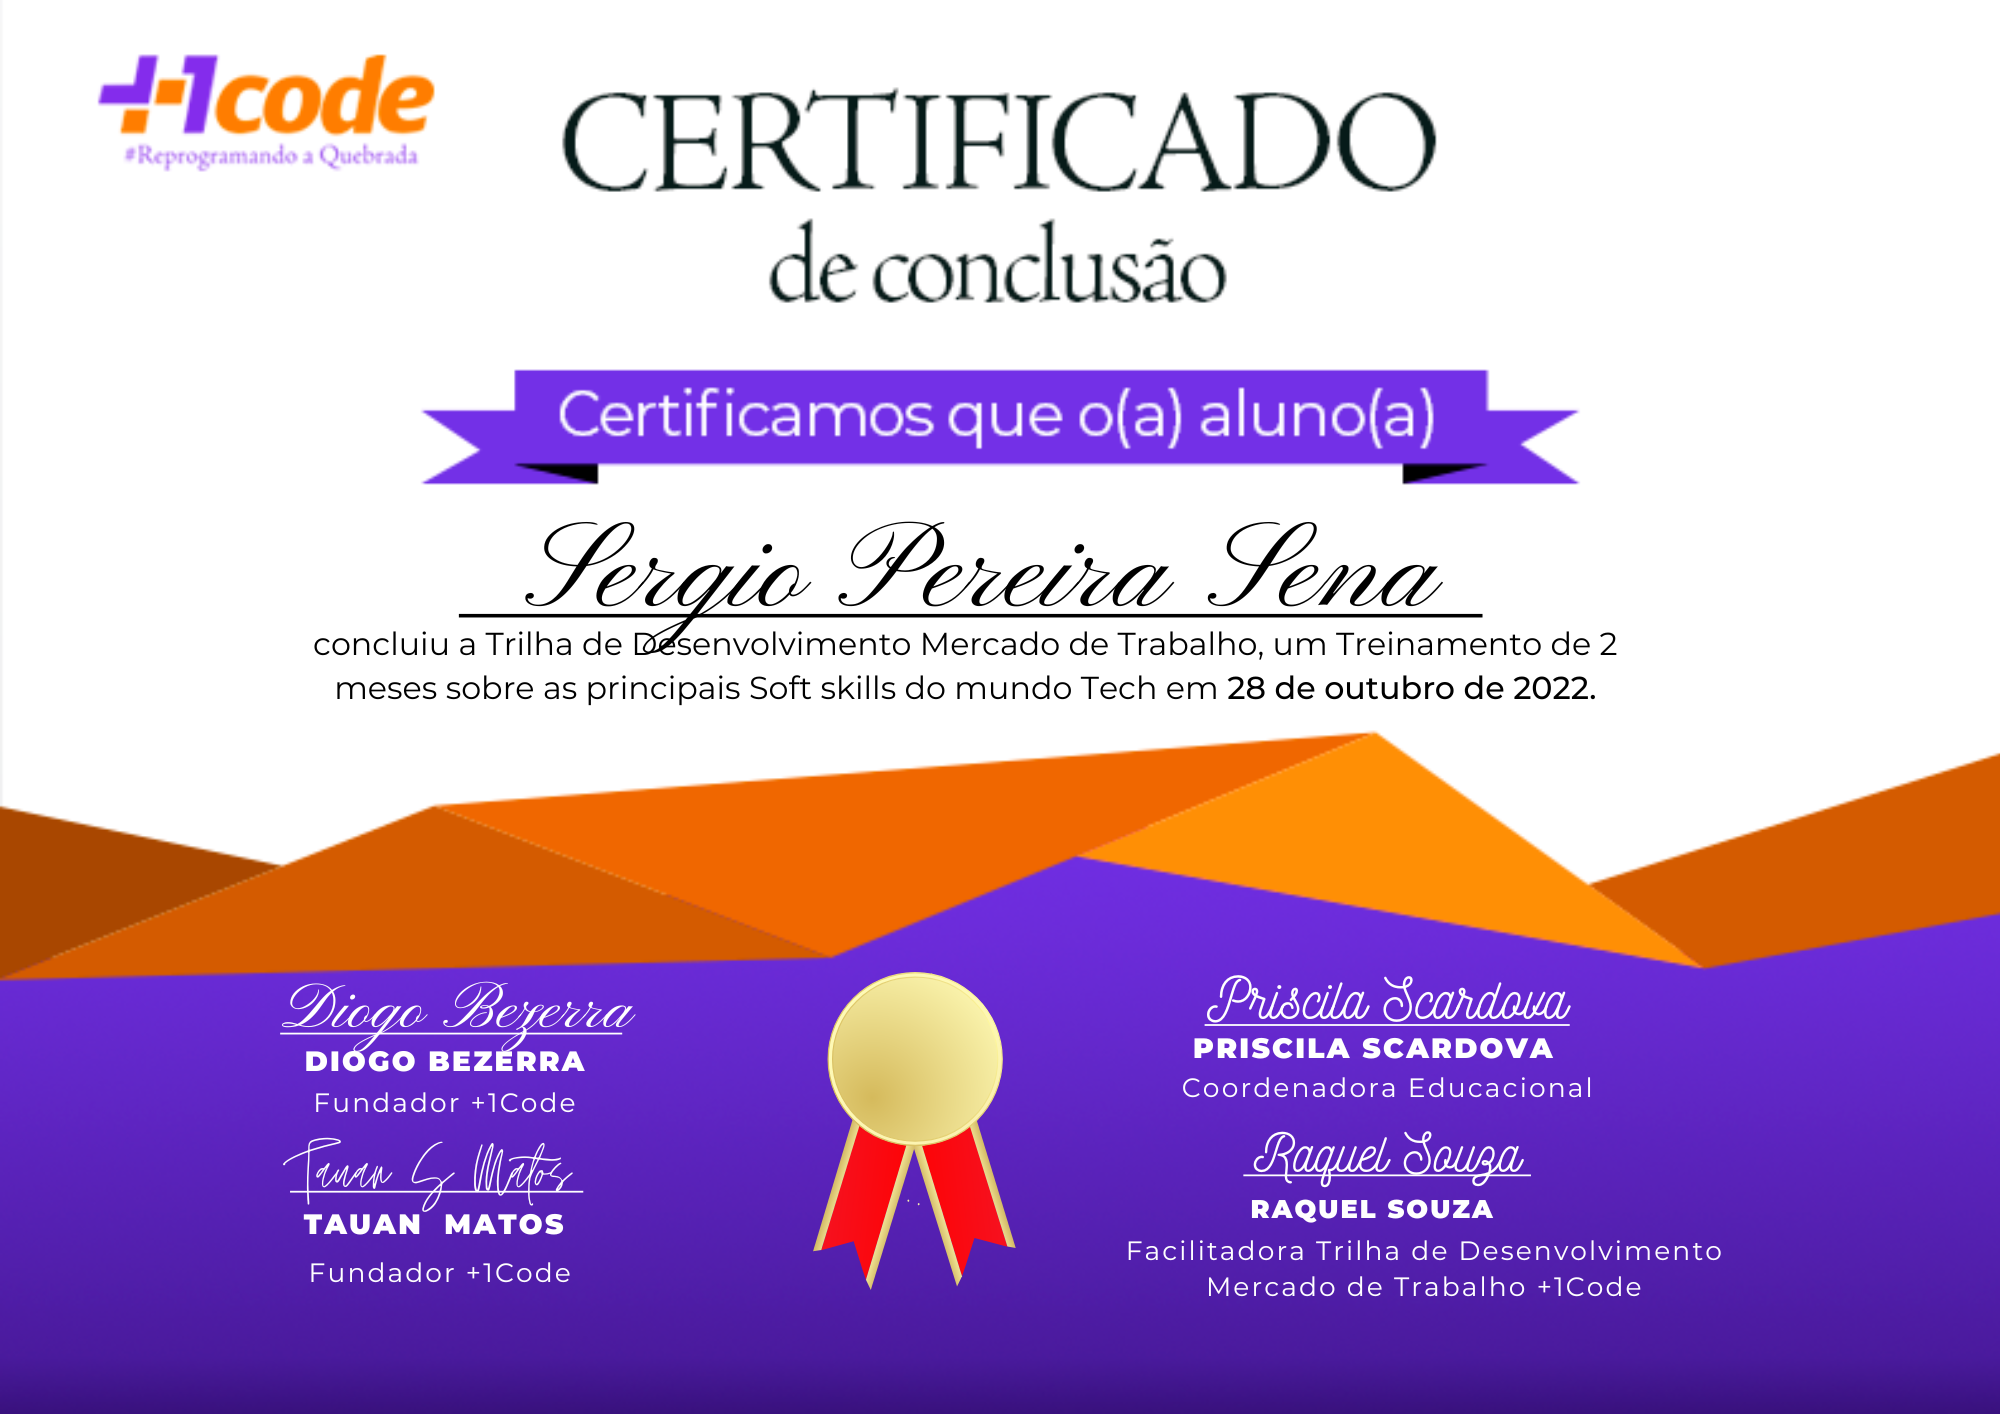 +1code
#Reprogramando a Quebrada
CERTIFICADO
de conclusão
Certificamos que o(a) aluno(a)
Sergio Pereira Sena
concluiu a Trilha de Desenvolvimento Mercado de Trabalho, um Treinamento de 2
meses sobre as principais Soft skills do mundo Tech em 28 de outubro de 2022.
Diogo Bezerra
DIOGO BEZERRA
Fundador +1Code
Tauan S Matos
TAUAN MATOS
Fundador +1Code
Priscila Scardova
PRISCILA SCARDOVA
Coordenadora Educacional
Raquel Souza
RAQUEL SOUZA
Facilitadora Trilha de Desenvolvimento
Mercado de Trabalho +1Code